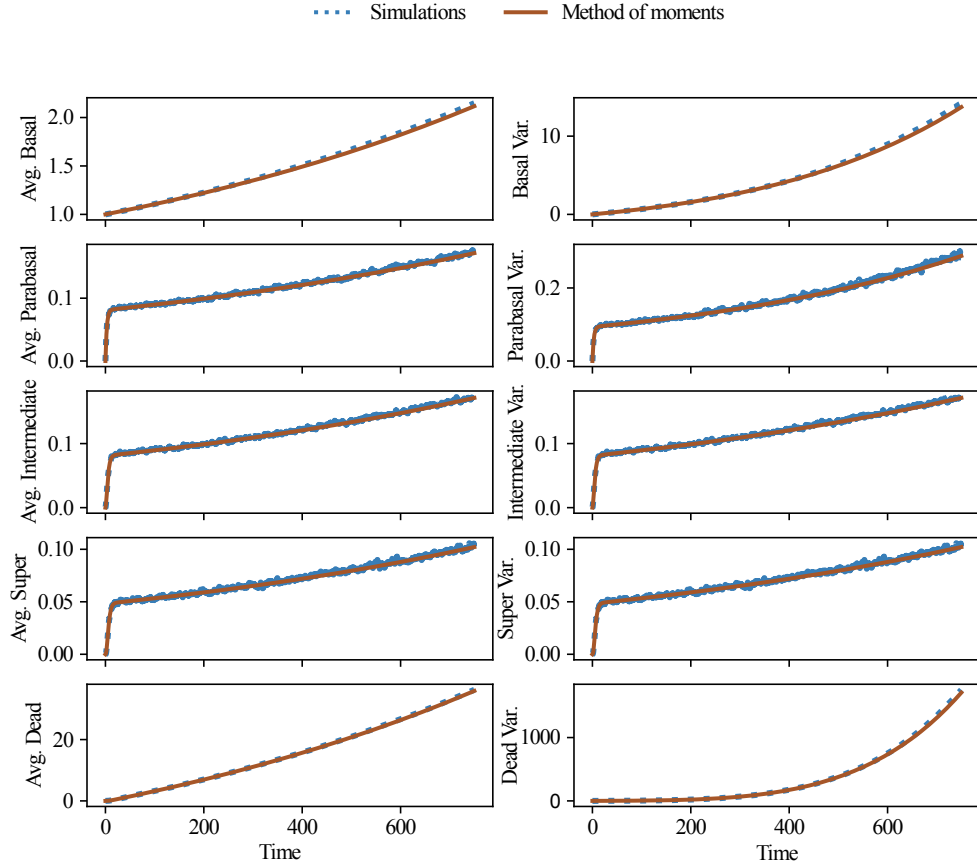 Simulations Method of moments
Avg. Basal
2.0
1.5
1.0
Basal Var.
10
0
Avg. Parabasal
0.1
0.0
Parabasal Var.
0.2
0.0
Avg. Intermediate
0.1
0.0
Intermediate Var.
0.1
0.0
Avg. Super
0.10
0.05
0.00
Super Var.
0.10
0.05
0.00
Avg. Dead
20
0
0 200 400 600
Time
Dead Var.
1000
0
0 200 400 600
Time